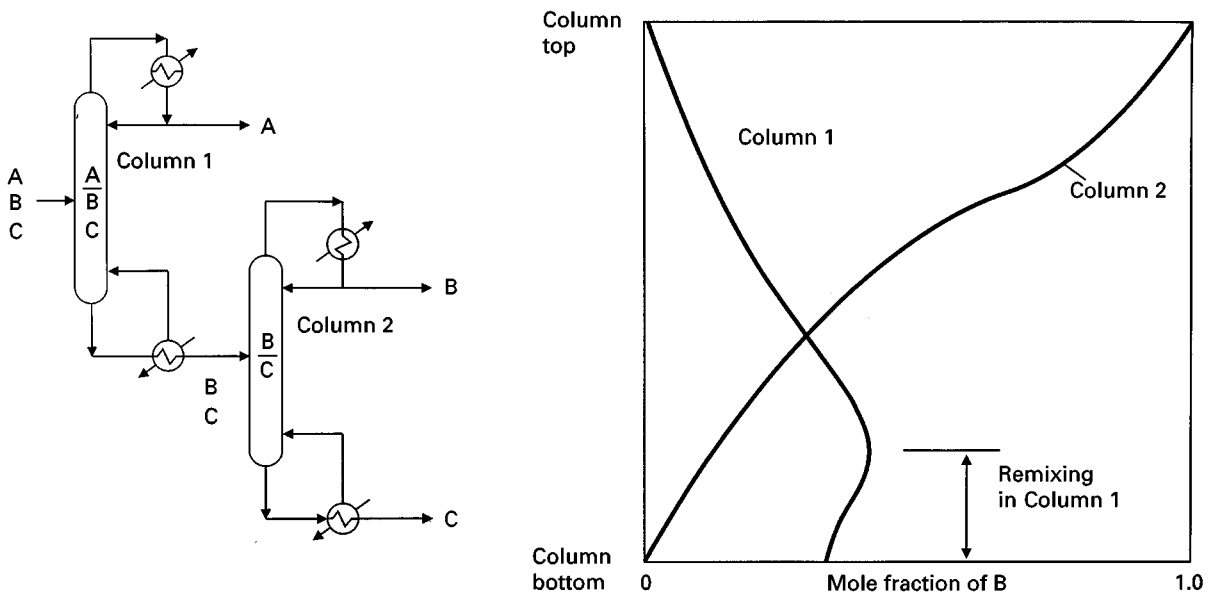 A
Column 1
A
B
C
A
B
C
Column 2
B
B
C
B
C
C
Column
top
Column 1
Column 2
Remixing
in Column 1
Column
bottom
0
Mole fraction of B
1.0